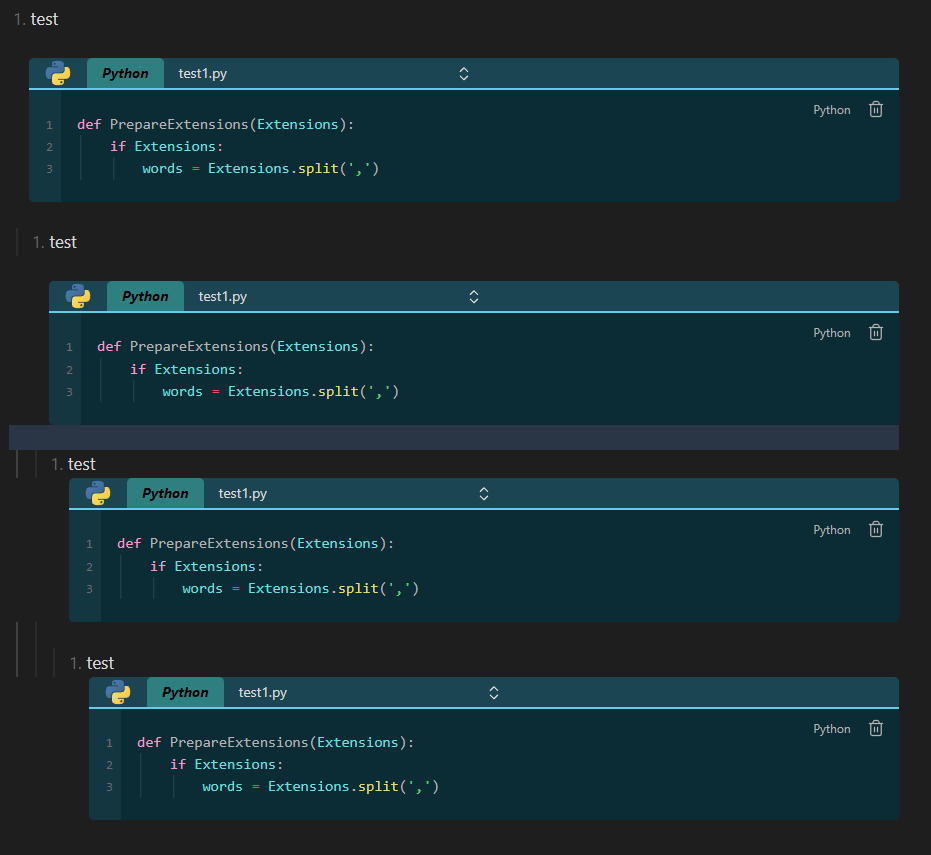 1. test
Python test1.py
Python
1 def PrepareExtensions(Extensions):
2 if Extensions:
3 words = Extensions.split(',')
1. test
Python test1.py
Python
1 def PrepareExtensions(Extensions):
2 if Extensions:
3 words = Extensions.split(',')
1. test
Python test1.py
Python
1 def PrepareExtensions(Extensions):
2 if Extensions:
3 words = Extensions.split(',')
1. test
Python test1.py
Python
1 def PrepareExtensions(Extensions):
2 if Extensions:
3 words = Extensions.split(',')